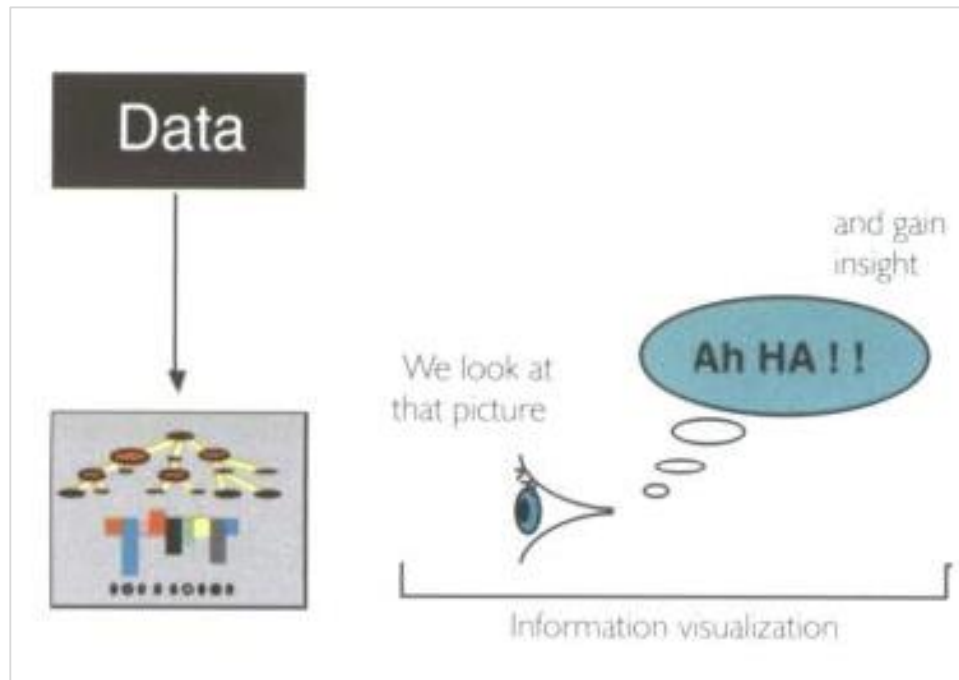 Data
and gain
insight
Ah HA ! !
We look at
that picture
Information visualization